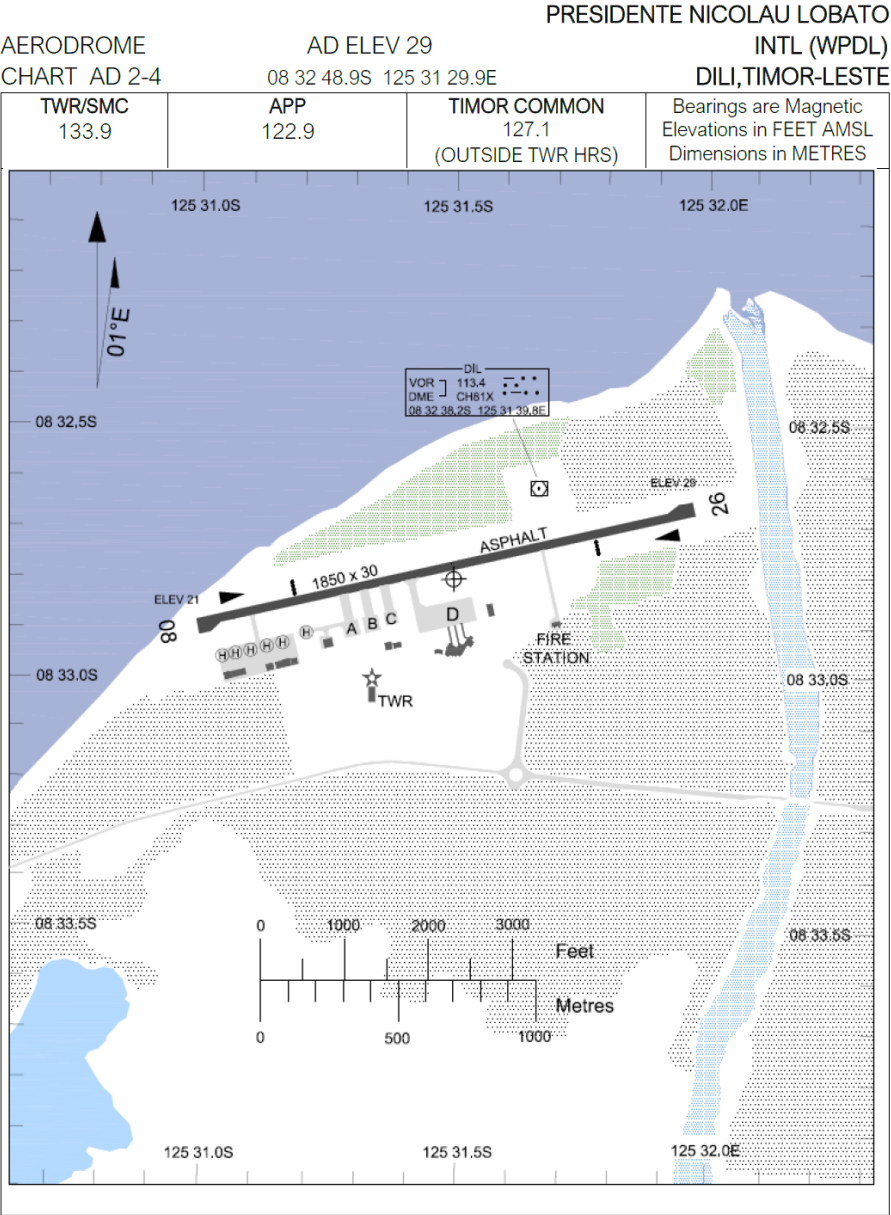 PRESIDENTE NICOLAU LOBATO
AERODROME AD ELEV 29 INTL (WPDL)
CHART AD 2-4 08 32 48.9S 125 31 29.9E DILI,TIMOR-LESTE
TWR/SMC
133.9
APP
122.9
TIMOR COMMON
127.1
(OUTSIDE TWR HRS)
Bearings are Magnetic
Elevations in FEET AMSL
Dimensions in METRES
125 31.0S 125 31.5S 125 32.0E
01°E
DIL
VOR 113.4
DME CH81X
08 32 38.2S 125 31 39.8E
08 32.5S 08 32.5S
ELEV 29
26
ASPHALT
1850 x 30
ELEV 21
08
H H H H H H
A B C D
FIRE
STATION
08 33.0S 08 33.0S
TWR
08 33.5S 08 33.5S
0 1000 2000 3000
Feet
Metres
0 500 1000
125 31.0S 125 31.5S 125 32.0E